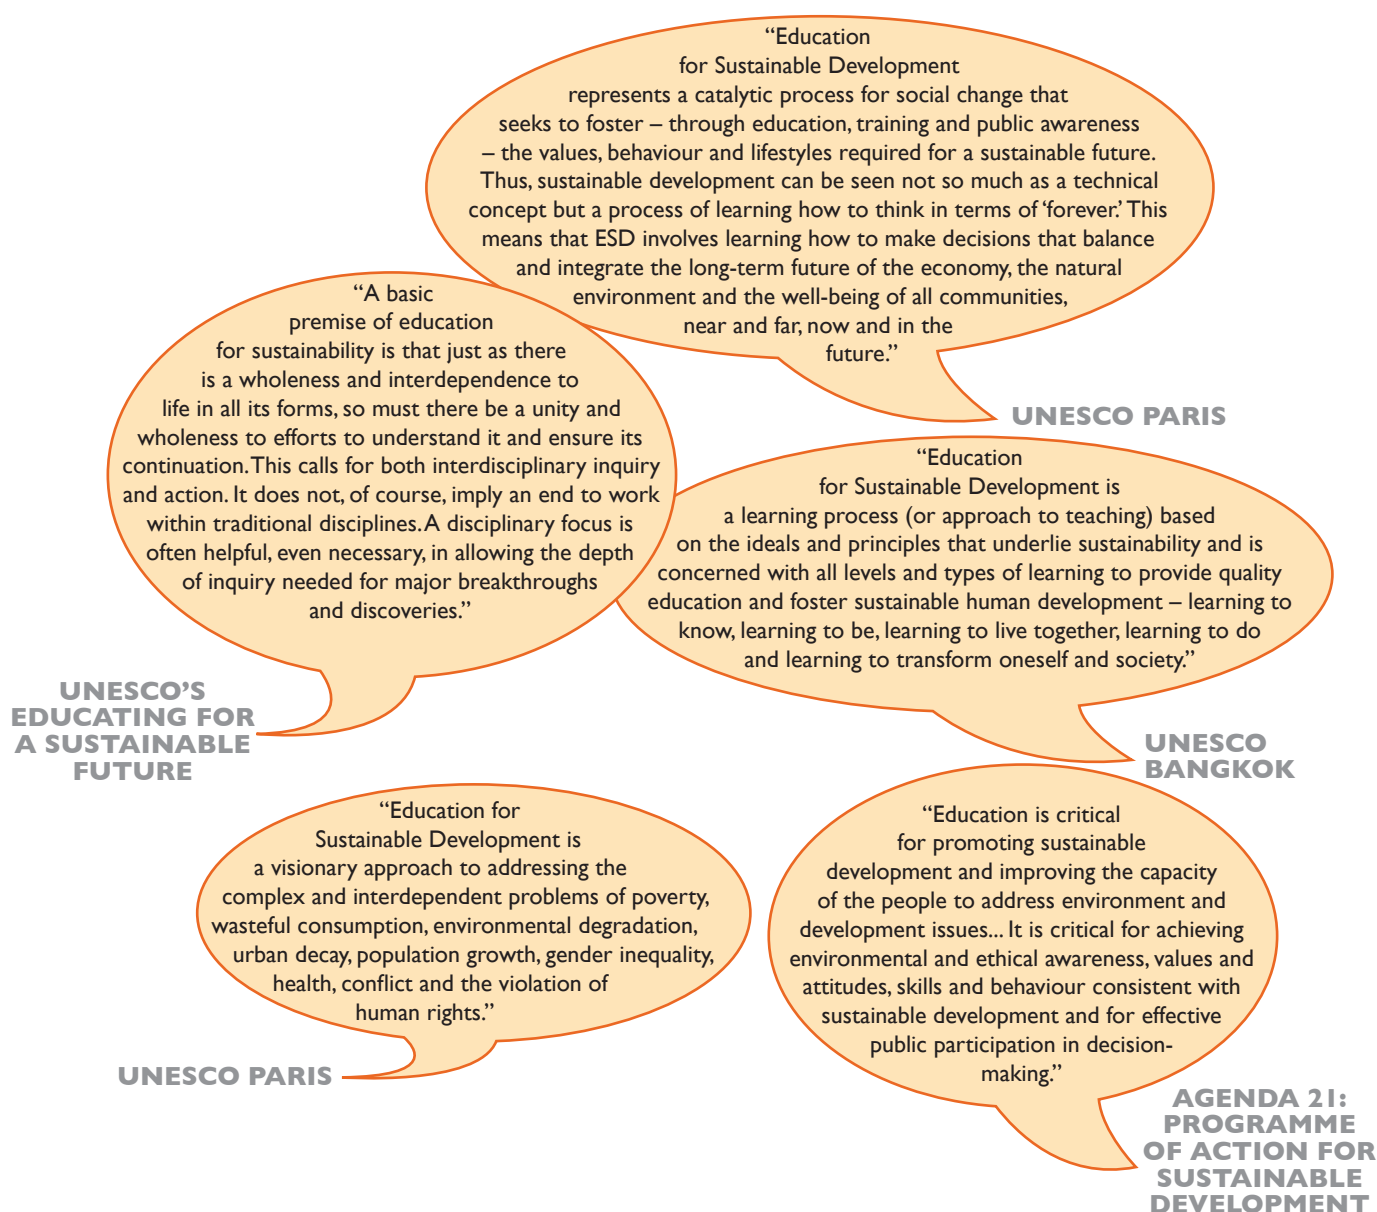 “Education
for Sustainable Development
represents a catalytic process for social change that
seeks to foster – through education, training and public awareness
– the values, behaviour and lifestyles required for a sustainable future.
Thus, sustainable development can be seen not so much as a technical
concept but a process of learning how to think in terms of ‘forever.’ This
means that ESD involves learning how to make decisions that balance
and integrate the long-term future of the economy, the natural
environment and the well-being of all communities,
near and far, now and in the
future.”
UNESCO PARIS
“A basic
premise of education
for sustainability is that just as there
is a wholeness and interdependence to
life in all its forms, so must there be a unity and
wholeness to efforts to understand it and ensure its
continuation. This calls for both interdisciplinary inquiry
and action. It does not, of course, imply an end to work
within traditional disciplines. A disciplinary focus is
often helpful, even necessary, in allowing the depth
of inquiry needed for major breakthroughs
and discoveries.”
UNESCO’S
EDUCATING FOR
A SUSTAINABLE
FUTURE
“Education
for Sustainable Development is
a learning process (or approach to teaching) based
on the ideals and principles that underlie sustainability and is
concerned with all levels and types of learning to provide quality
education and foster sustainable human development – learning to
know, learning to be, learning to live together, learning to do
and learning to transform oneself and society.”
UNESCO
BANGKOK
“Education for
Sustainable Development is
a visionary approach to addressing the
complex and interdependent problems of poverty,
wasteful consumption, environmental degradation,
urban decay, population growth, gender inequality,
health, conflict and the violation of
human rights.”
UNESCO PARIS
“Education is critical
for promoting sustainable
development and improving the capacity
of the people to address environment and
development issues... It is critical for achieving
environmental and ethical awareness, values and
attitudes, skills and behaviour consistent with
sustainable development and for effective
public participation in decision-
making.”
AGENDA 21:
PROGRAMME
OF ACTION FOR
SUSTAINABLE
DEVELOPMENT